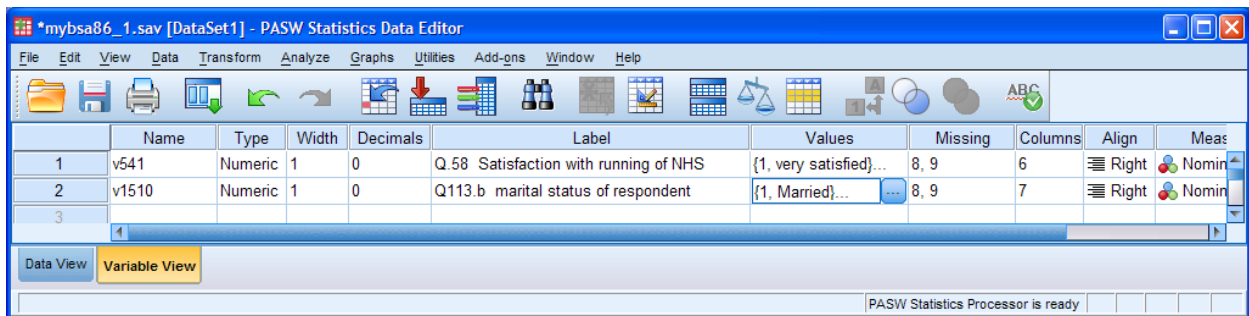 *mybsa86_1.sav [DataSet1] - PASW Statistics Data Editor
File Edit View Data Transform Analyze Graphs Utilities Add-ons Window Help
A
14
ABC
Name Type Width Decimals Label Values Missing Columns Align Meas
1 v541 Numeric 1 0 Q.58 Satisfaction with running of NHS {1, very satisfied}... 8, 9 6 Right Nomin
2 v1510 Numeric 1 0 Q113.b marital status of respondent {1, Married}... ... 8, 9 7 Right Nomin
3
Data View Variable View
PASW Statistics Processor is ready